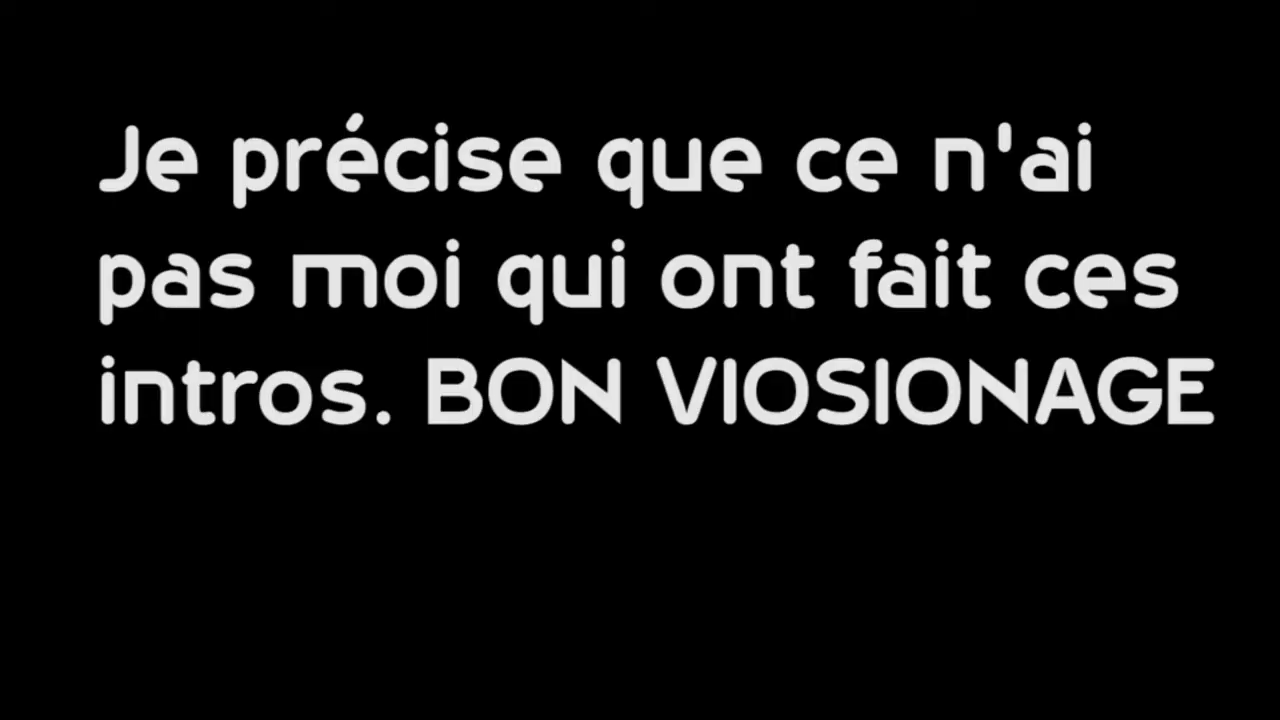 Je précise que ce n'ai
pas moi qui ont fait ces
intros. BON VIOSIONAGE